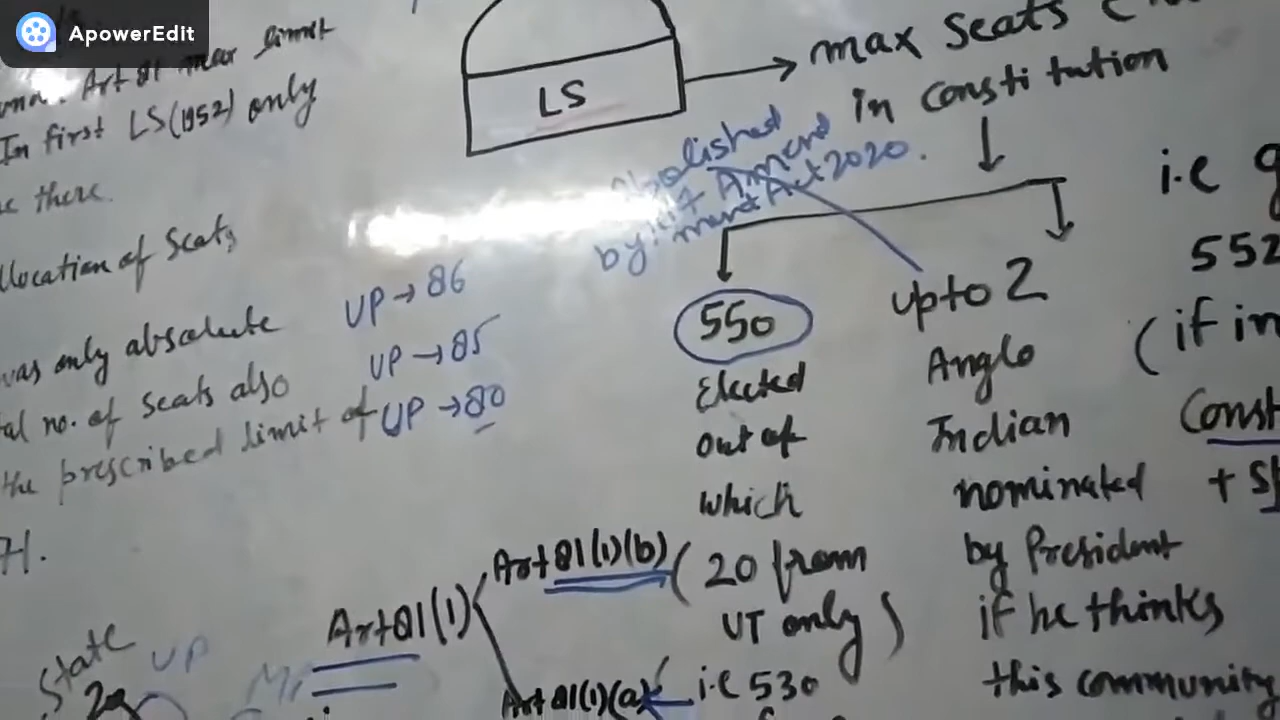 ApowerEdit
Art 81 max limit
In first LS (1952) only
there.
llocation of Seats
was only absolute
no. of Seats also
the prescribed limit of
71.
UP → 86
UP → 85
UP → 80
LS
→ max Seats
in constitution
Abolished
by Amend
ment Act 2020.
550
Elected
out of
which
(20 from
UT only)
i.e 530
upto 2
Anglo
Indian
nominated
by President
if he thinks
this community
i.e
552
(if in
Const
+
Art 81(1)
Art 81(1)(b)
Art 81(1)(a)
State
UP